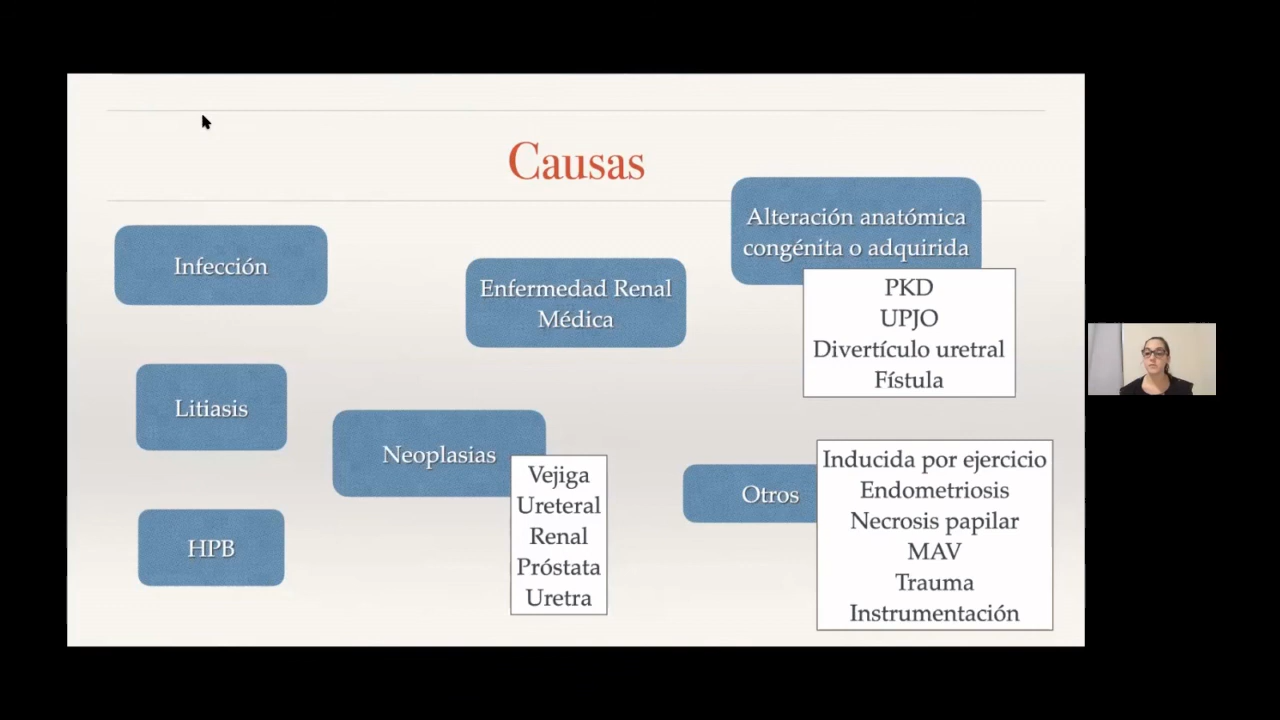 Causas
Infección
Litiasis
HPB
Enfermedad Renal
Médica
Neoplasias
Vejiga
Ureteral
Renal
Próstata
Uretra
Alteración anatómica
congénita o adquirida
PKD
UPJO
Divertículo uretral
Fístula
Otros
Inducida por ejercicio
Endometriosis
Necrosis papilar
MAV
Trauma
Instrumentación